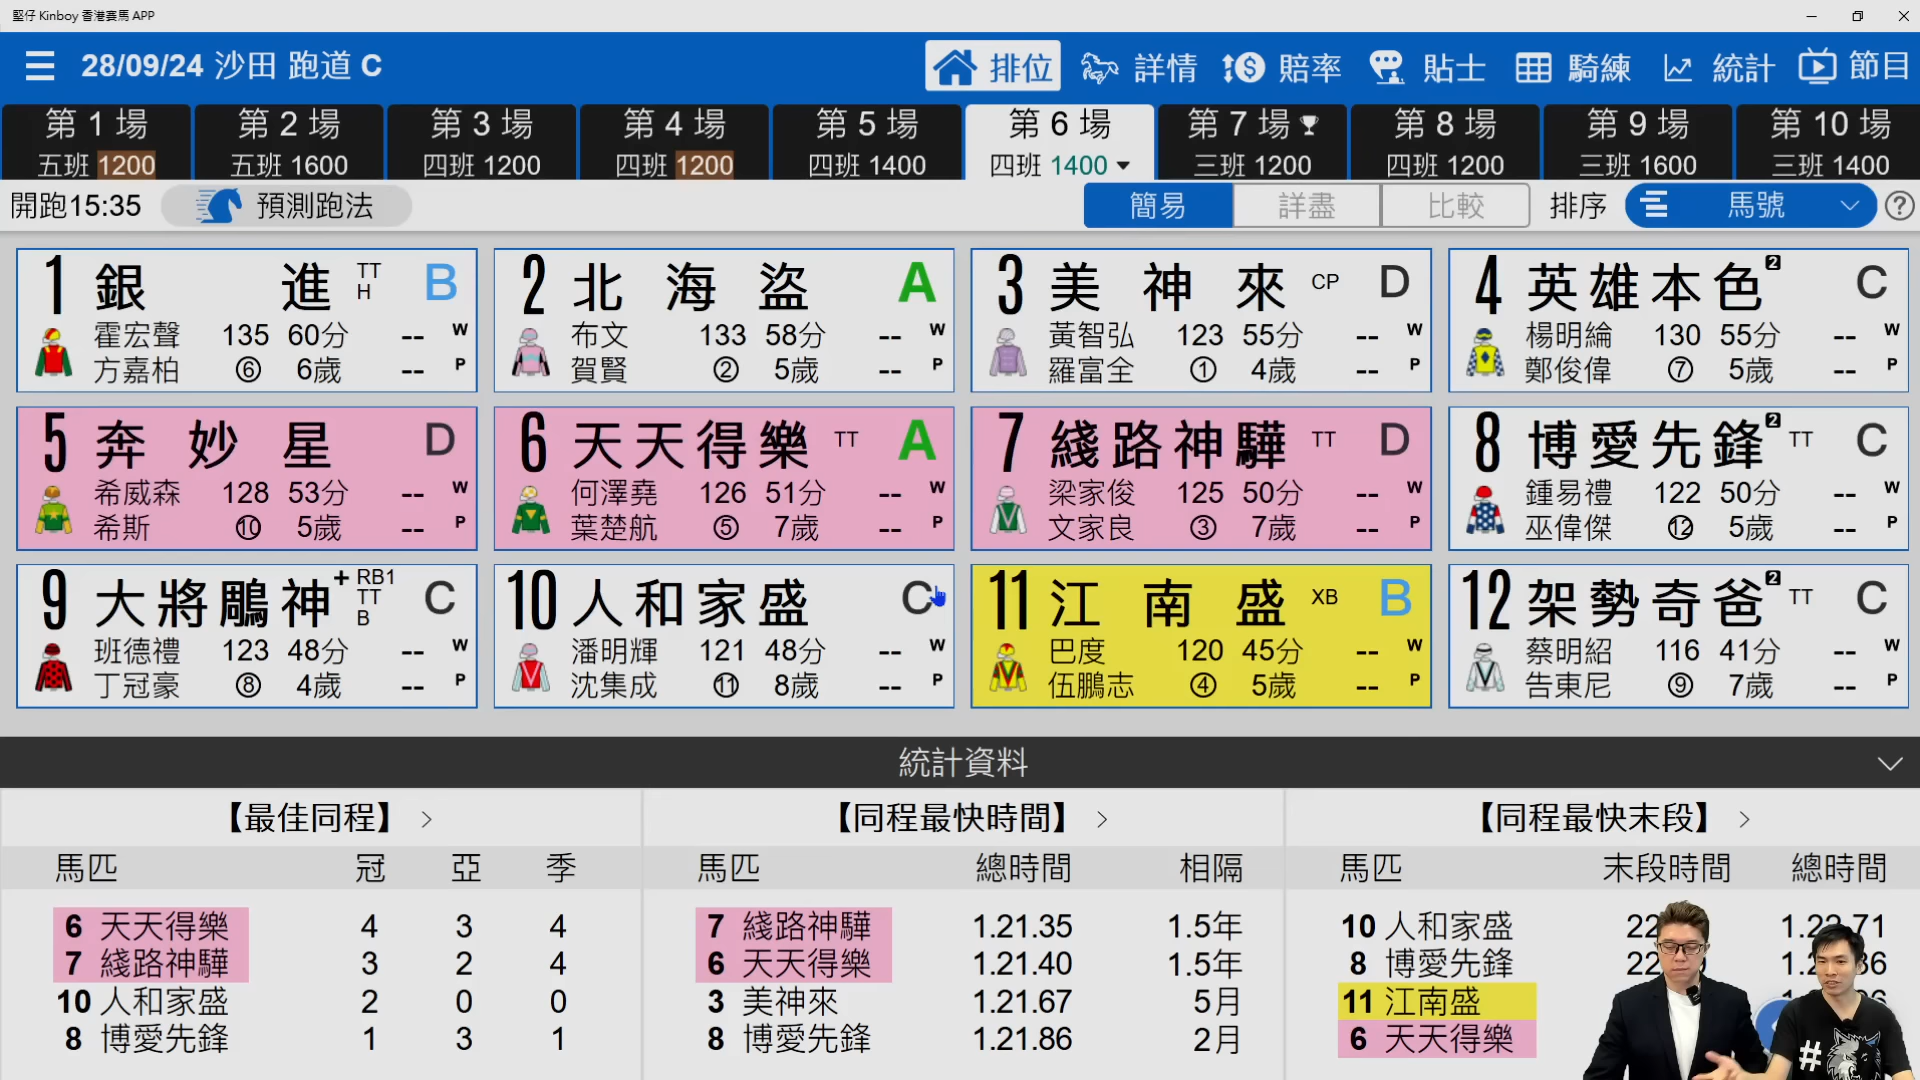 堅仔 Kinboy 香港賽馬 APP
28/09/24 沙田 跑道 C
排位 詳情 賠率 貼士 騎練 統計 節目
第 1 場 第 2 場 第 3 場 第 4 場 第 5 場 第 6 場 第 7 場 第 8 場 第 9 場 第 10 場
五班 1200 五班 1600 四班 1200 四班 1200 四班 1400 四班 1400 三班 1200 四班 1200 三班 1600 三班 1400
開跑15:35 預測跑法 簡易 詳盡 比較 排序 馬號 ?
1 銀進 TT H B
霍宏聲 135 60分 -- W
方嘉柏 ⑥ 6歲 -- P
2 北海盜 A
布文 133 58分 -- W
賀賢 ② 5歲 -- P
3 美神來 CP D
黃智弘 123 55分 -- W
羅富全 ① 4歲 -- P
4 英雄本色 2 C
楊明綸 130 55分 -- W
鄭俊偉 ⑦ 5歲 -- P
5 奔妙星 D
希威森 128 53分 -- W
希斯 ⑩ 5歲 -- P
6 天天得樂 TT A
何澤堯 126 51分 -- W
葉楚航 ⑤ 7歲 -- P
7 綫路神驊 TT D
梁家俊 125 50分 -- W
文家良 ③ 7歲 -- P
8 博愛先鋒 2 TT C
鍾易禮 122 50分 -- W
巫偉傑 ⑫ 5歲 -- P
9 大將鵰神 + RB1 TT B C
班德禮 123 48分 -- W
丁冠豪 ⑧ 4歲 -- P
10 人和家盛 C
潘明輝 121 48分 -- W
沈集成 ⑪ 8歲 -- P
11 江南盛 XB B
巴度 120 45分 -- W
伍鵬志 ④ 5歲 -- P
12 架勢奇爸 2 TT C
蔡明紹 116 41分 -- W
告東尼 ⑨ 7歲 -- P
統計資料
【最佳同程】 >
馬匹 冠 亞 季
6 天天得樂 4 3 4
7 綫路神驊 3 2 4
10 人和家盛 2 0 0
8 博愛先鋒 1 3 1
【同程最快時間】 >
馬匹 總時間 相隔
7 綫路神驊 1.21.35 1.5年
6 天天得樂 1.21.40 1.5年
3 美神來 1.21.67 5月
8 博愛先鋒 1.21.86 2月
【同程最快末段】 >
馬匹 末段時間 總時間
10 人和家盛 22 71
8 博愛先鋒 22
11 江南盛
6 天天得樂
#